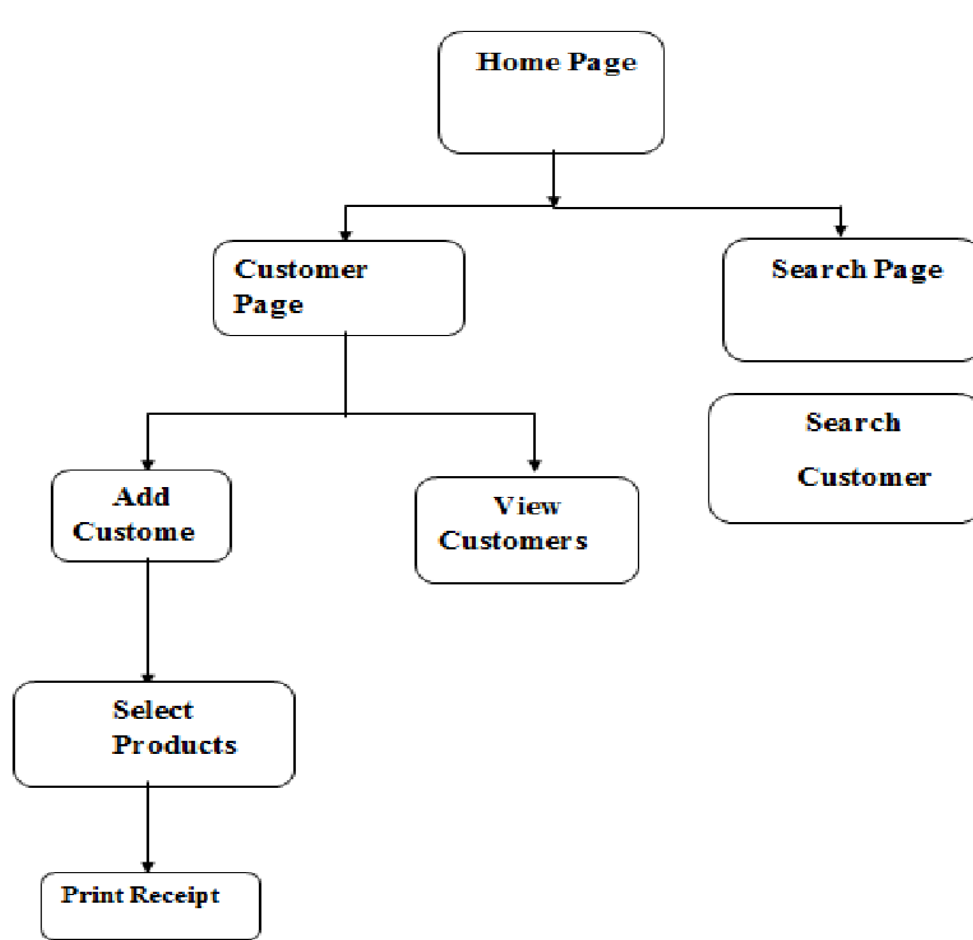 Home Page
Customer
Page
Search Page
Search
Customer
Add
Custome
View
Customers
Select
Products
Print Receipt